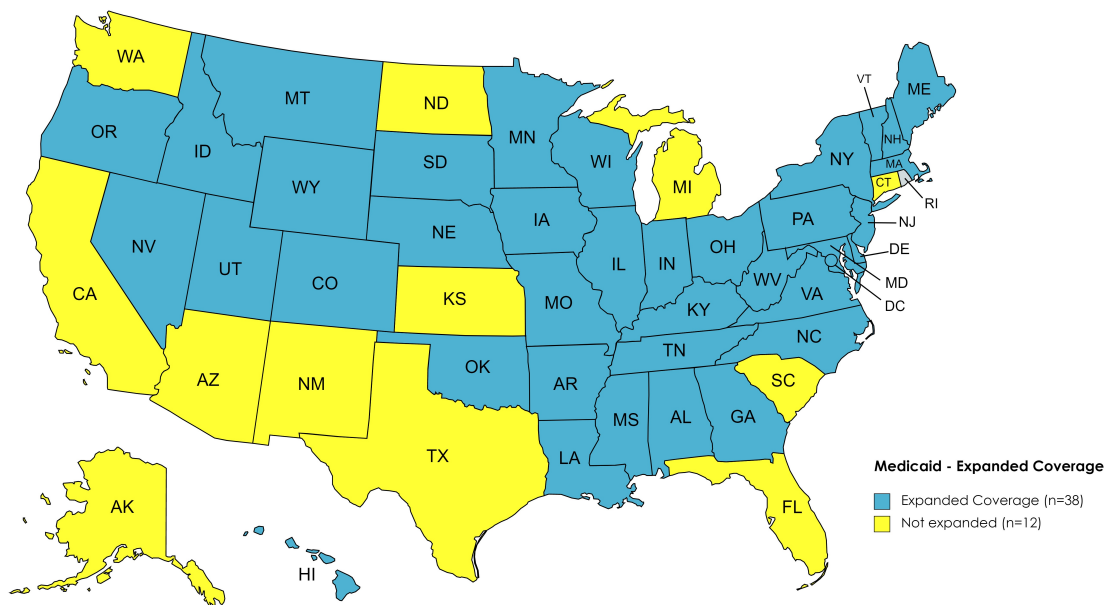 WA
MT
ND
MN
VT
ME
OR
ID
SD
WI
NY
NH
MA
WY
MI
CT
RI
IA
PA
NJ
NE
NV
OH
DE
UT
IL
IN
CO
WV
MD
CA
KS
MO
VA
DC
KY
NC
TN
AZ
NM
OK
AR
SC
MS
AL
GA
TX
LA
Medicaid - Expanded Coverage
Expanded Coverage (n=38)
AK
FL
Not expanded (n=12)
HI